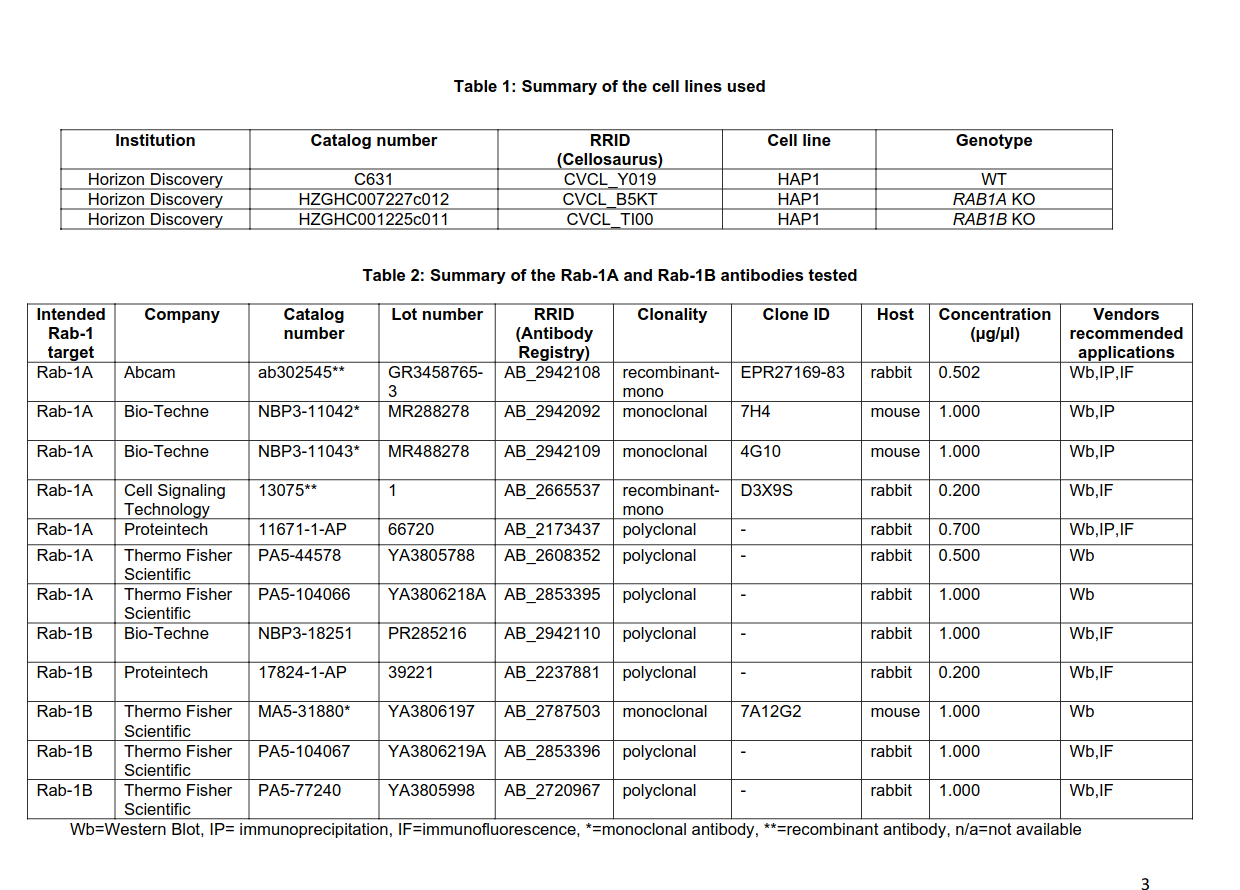 Table 1: Summary of the cell lines used
Institution Catalog number RRID (Cellosaurus) Cell line Genotype
Horizon Discovery C631 CVCL_Y019 HAP1 WT
Horizon Discovery HZGHC007227c012 CVCL_B5KT HAP1 RAB1A KO
Horizon Discovery HZGHC001225c011 CVCL_TI00 HAP1 RAB1B KO
Table 2: Summary of the Rab-1A and Rab-1B antibodies tested
Intended Rab-1 target Company Catalog number Lot number RRID (Antibody Registry) Clonality Clone ID Host Concentration (µg/µl) Vendors recommended applications
Rab-1A Abcam ab302545** GR3458765-3 AB_2942108 recombinant-mono EPR27169-83 rabbit 0.502 Wb,IP,IF
Rab-1A Bio-Techne NBP3-11042* MR288278 AB_2942092 monoclonal 7H4 mouse 1.000 Wb,IP
Rab-1A Bio-Techne NBP3-11043* MR488278 AB_2942109 monoclonal 4G10 mouse 1.000 Wb,IP
Rab-1A Cell Signaling Technology 13075** 1 AB_2665537 recombinant-mono D3X9S rabbit 0.200 Wb,IF
Rab-1A Proteintech 11671-1-AP 66720 AB_2173437 polyclonal - rabbit 0.700 Wb,IP,IF
Rab-1A Thermo Fisher Scientific PA5-44578 YA3805788 AB_2608352 polyclonal - rabbit 0.500 Wb
Rab-1A Thermo Fisher Scientific PA5-104066 YA3806218A AB_2853395 polyclonal - rabbit 1.000 Wb
Rab-1B Bio-Techne NBP3-18251 PR285216 AB_2942110 polyclonal - rabbit 1.000 Wb,IF
Rab-1B Proteintech 17824-1-AP 39221 AB_2237881 polyclonal - rabbit 0.200 Wb,IF
Rab-1B Thermo Fisher Scientific MA5-31880* YA3806197 AB_2787503 monoclonal 7A12G2 mouse 1.000 Wb
Rab-1B Thermo Fisher Scientific PA5-104067 YA3806219A AB_2853396 polyclonal - rabbit 1.000 Wb,IF
Rab-1B Thermo Fisher Scientific PA5-77240 YA3805998 AB_2720967 polyclonal - rabbit 1.000 Wb,IF
Wb=Western Blot, IP= immunoprecipitation, IF=immunofluorescence, *=monoclonal antibody, **=recombinant antibody, n/a=not available
3